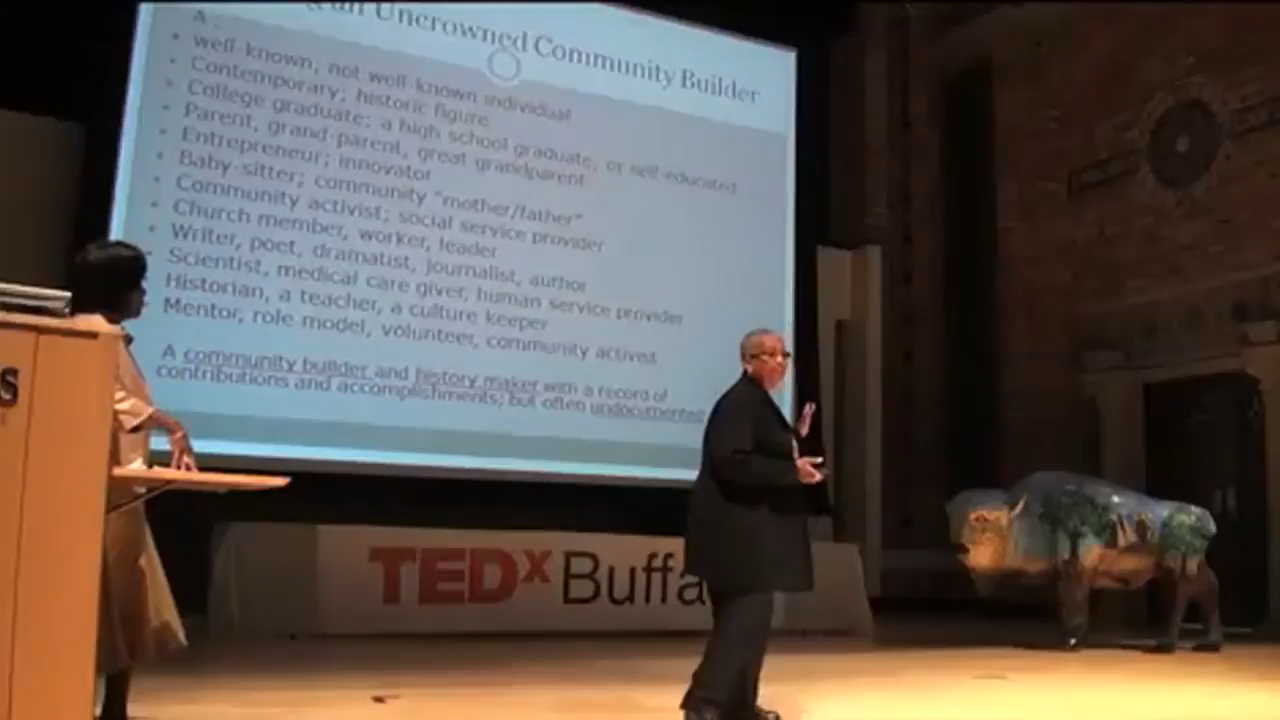 an Uncrowned Community Builder
A .
• well-known, not well-known individual
• Contemporary; historic figure
• College graduate; a high school graduate, or self-educated
• Parent, grand-parent, great grandparent
• Entrepreneur; innovator
• Baby-sitter; community "mother/father"
• Community activist; social service provider
• Church member, worker, leader
• Writer, poet, dramatist, journalist, author
• Scientist, medical care giver, human service provider
Historian, a teacher, a culture keeper
Mentor, role model, volunteer, community activist
A community builder and history maker with a record of
contributions and accomplishments; but often undocumented
S
TEDx Buffa